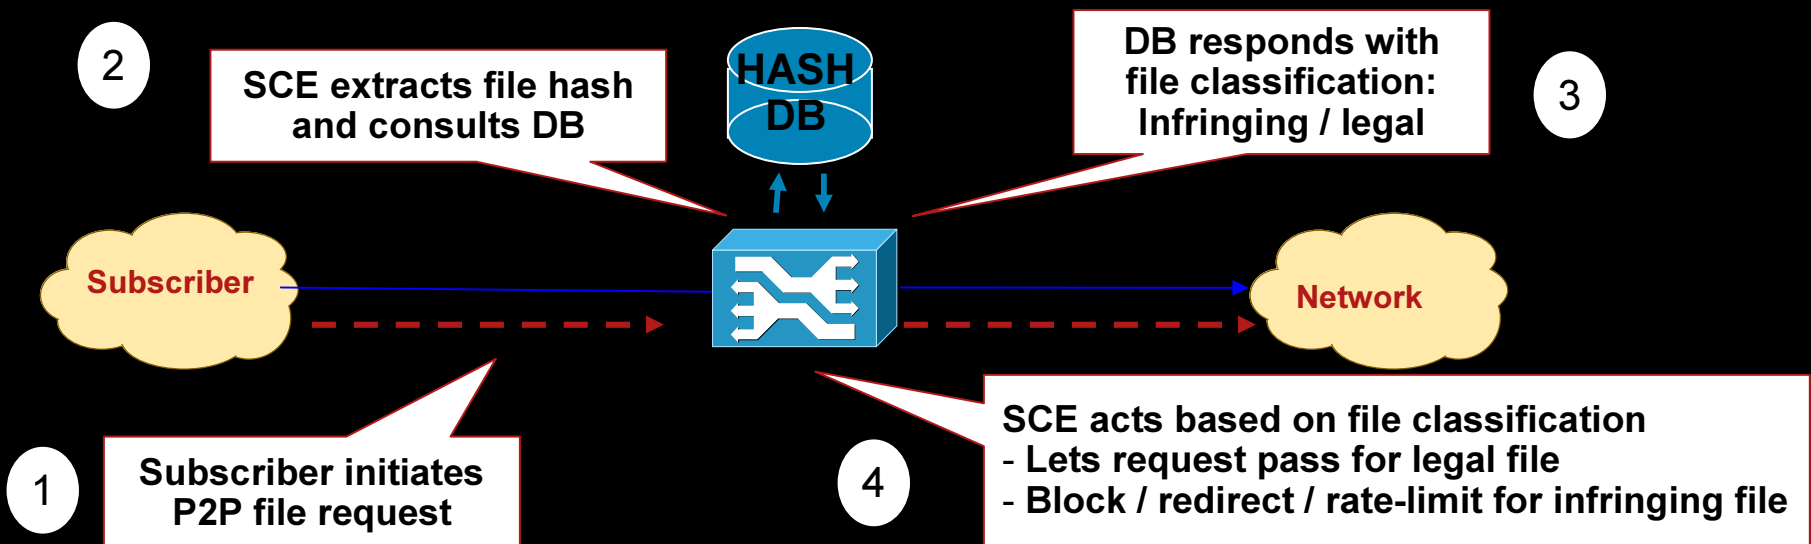 2
SCE extracts file hash
and consults DB
HASH
DB
DB responds with
file classification:
Infringing / legal
3
Subscriber
Network
1
Subscriber initiates
P2P file request
4
SCE acts based on file classification
- Lets request pass for legal file
- Block / redirect / rate-limit for infringing file